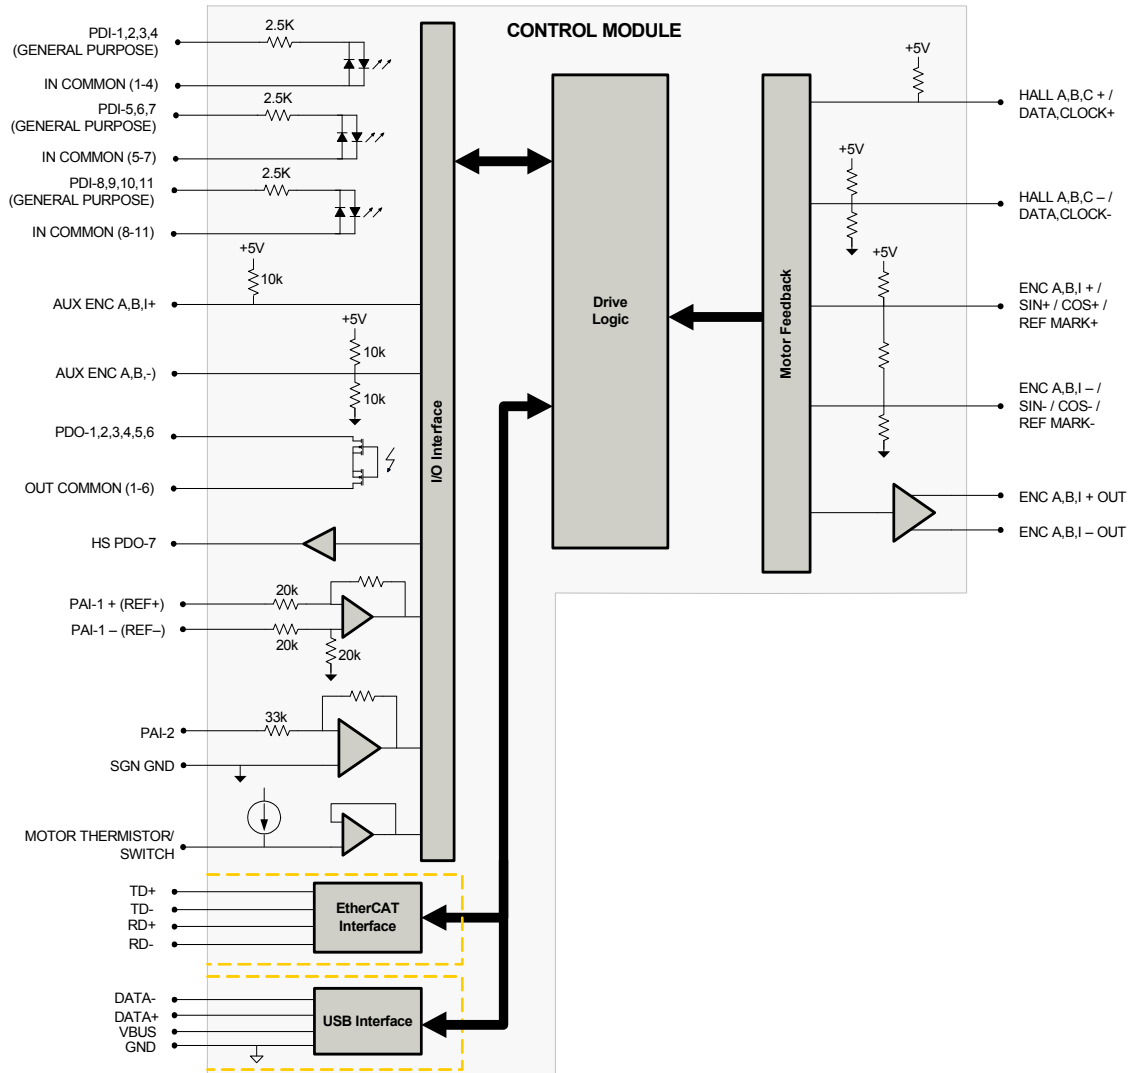 CONTROL MODULE
PDI-1,2,3,4
(GENERAL PURPOSE)
2.5K
IN COMMON (1-4)
PDI-5,6,7
(GENERAL PURPOSE)
2.5K
IN COMMON (5-7)
PDI-8,9,10,11
(GENERAL PURPOSE)
2.5K
IN COMMON (8-11)
+5V
10k
AUX ENC A,B,I+
+5V
10k
AUX ENC A,B,-)
10k
PDO-1,2,3,4,5,6
OUT COMMON (1-6)
HS PDO-7
PAI-1 + (REF+)
20k
PAI-1 – (REF–)
20k
20k
PAI-2
33k
SGN GND
MOTOR THERMISTOR/
SWITCH
I/O Interface
Drive
Logic
Motor Feedback
+5V
HALL A,B,C + /
DATA,CLOCK+
+5V
HALL A,B,C – /
DATA,CLOCK-
+5V
ENC A,B,I + /
SIN+ / COS+ /
REF MARK+
ENC A,B,I – /
SIN- / COS- /
REF MARK-
ENC A,B,I + OUT
ENC A,B,I – OUT
TD+
TD-
RD+
RD-
EtherCAT
Interface
DATA-
DATA+
VBUS
GND
USB Interface